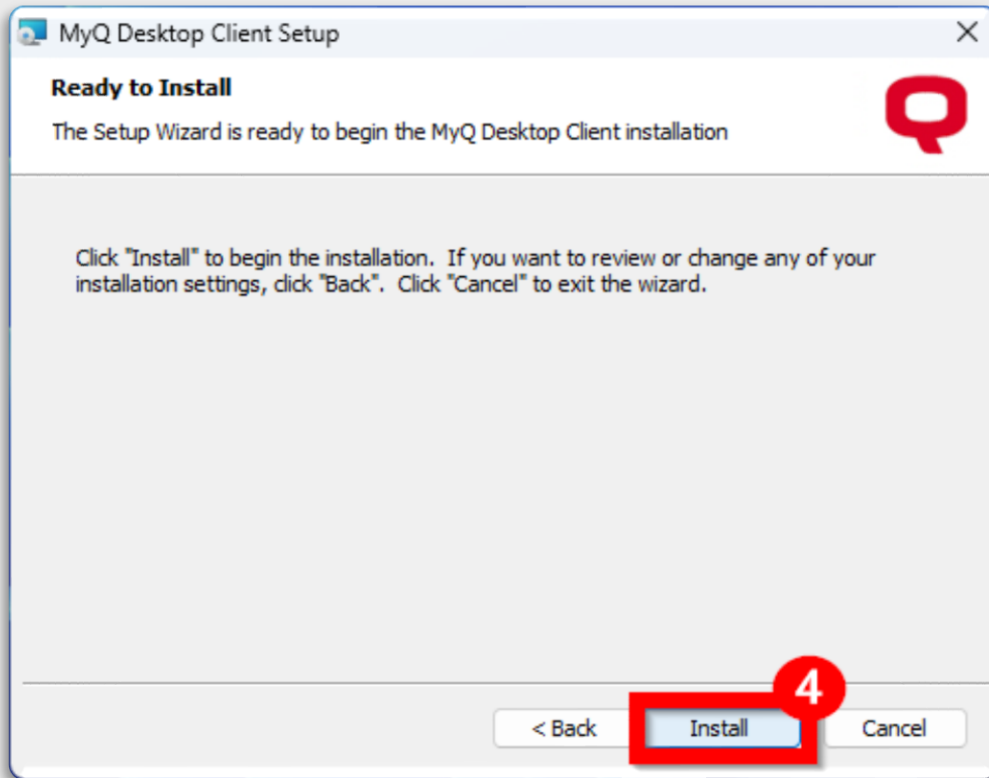 MyQ Desktop Client Setup
Ready to Install
The Setup Wizard is ready to begin the MyQ Desktop Client installation
Click "Install" to begin the installation.  If you want to review or change any of your
installation settings, click "Back".  Click "Cancel" to exit the wizard.
4
< Back Install Cancel